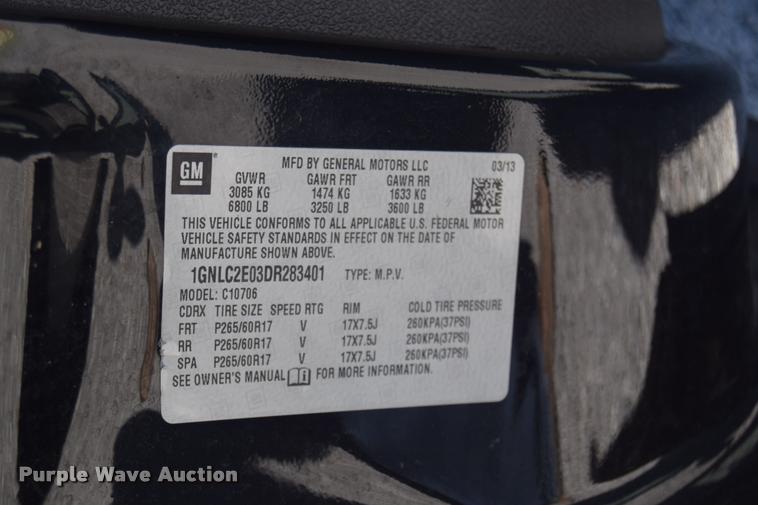 GM MFD BY GENERAL MOTORS LLC 03/13
GVWR GAWR FRT GAWR RR
3085 KG 1474 KG 1633 KG
6800 LB 3250 LB 3600 LB
THIS VEHICLE CONFORMS TO ALL APPLICABLE U.S. FEDERAL MOTOR
VEHICLE SAFETY STANDARDS IN EFFECT ON THE DATE OF
MANUFACTURE SHOWN ABOVE.
1GNLC2E03DR283401 TYPE: M.P.V.
MODEL: C10706
CDRX TIRE SIZE SPEED RTG RIM COLD TIRE PRESSURE
FRT P265/60R17 V 17X7.5J 260KPA(37PSI)
RR P265/60R17 V 17X7.5J 260KPA(37PSI)
SPA P265/60R17 V 17X7.5J 260KPA(37PSI)
SEE OWNER'S MANUAL FOR MORE INFORMATION.
Purple Wave Auction